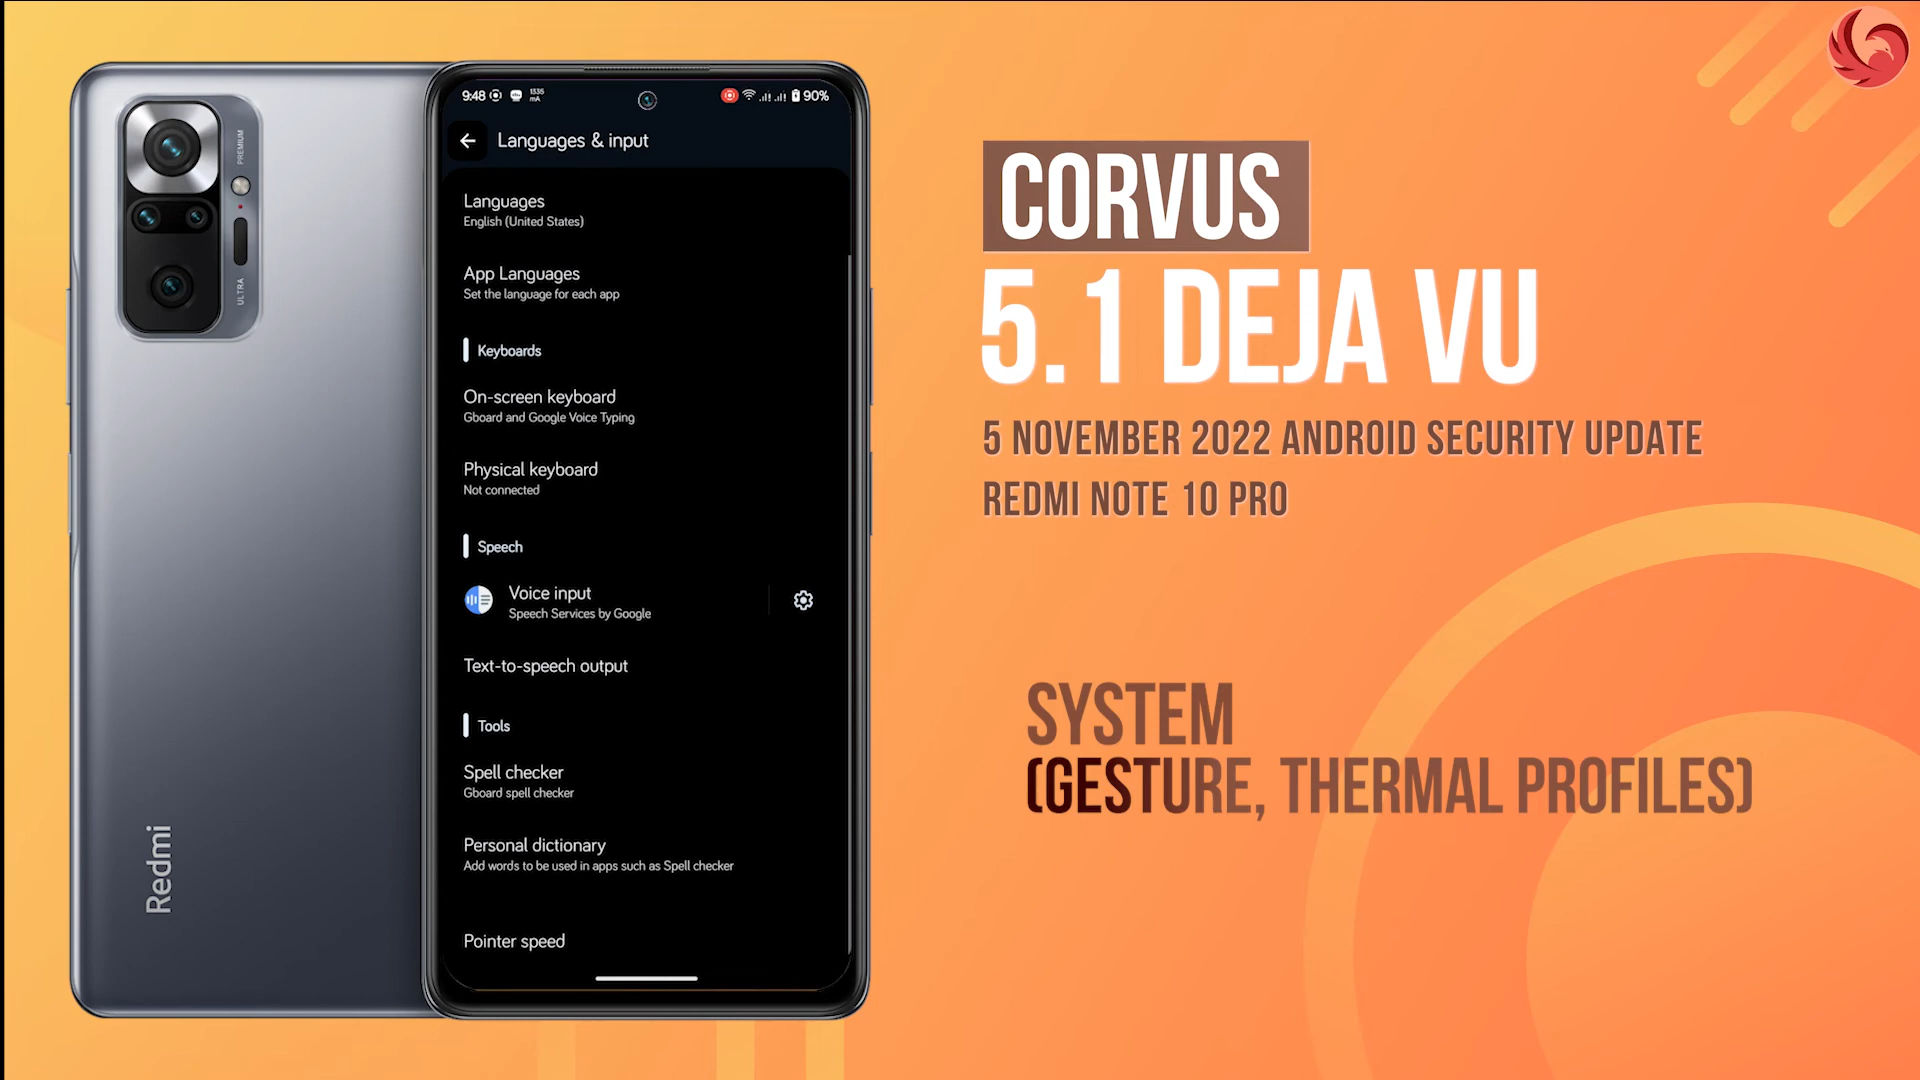 PREMIUM
ULTRA
Redmi
9:48 1335 mA 90%
Languages & input
Languages
English (United States)
App Languages
Set the language for each app
Keyboards
On-screen keyboard
Gboard and Google Voice Typing
Physical keyboard
Not connected
Speech
Voice input
Speech Services by Google
Text-to-speech output
Tools
Spell checker
Gboard spell checker
Personal dictionary
Add words to be used in apps such as Spell checker
Pointer speed
CORVUS
5.1 DEJA VU
5 NOVEMBER 2022 ANDROID SECURITY UPDATE
REDMI NOTE 10 PRO
SYSTEM
(GESTURE, THERMAL PROFILES)